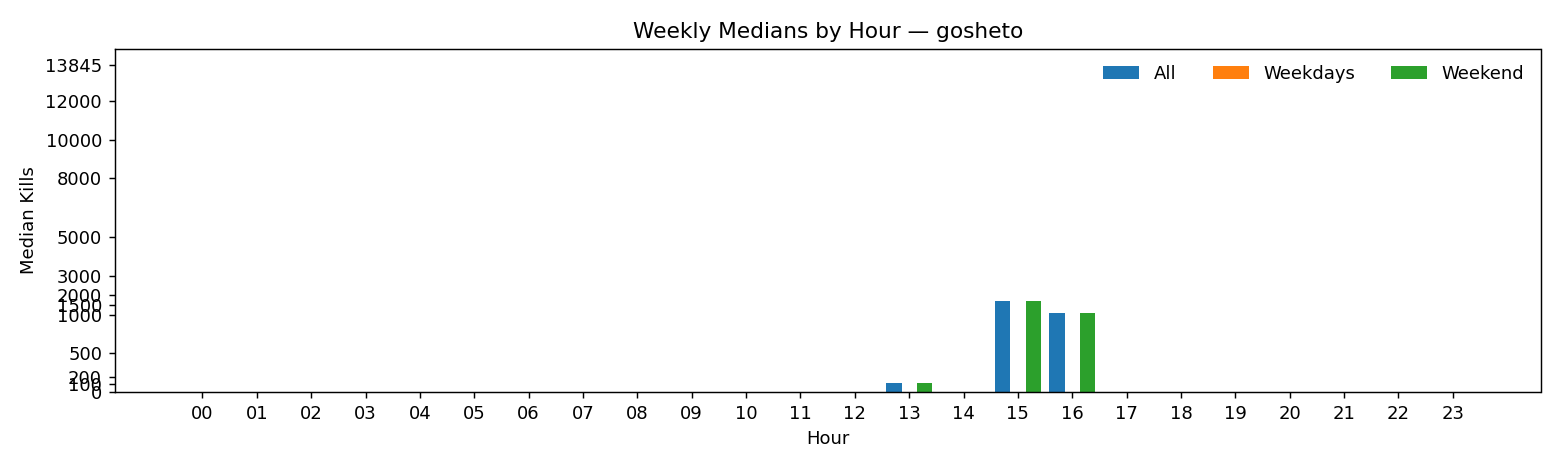 Weekly Medians by Hour — gosheto
All Weekdays Weekend
Median Kills
13845
12000
10000
8000
5000
3000
2000
1500
1000
500
200
100
0
00 01 02 03 04 05 06 07 08 09 10 11 12 13 14 15 16 17 18 19 20 21 22 23
Hour